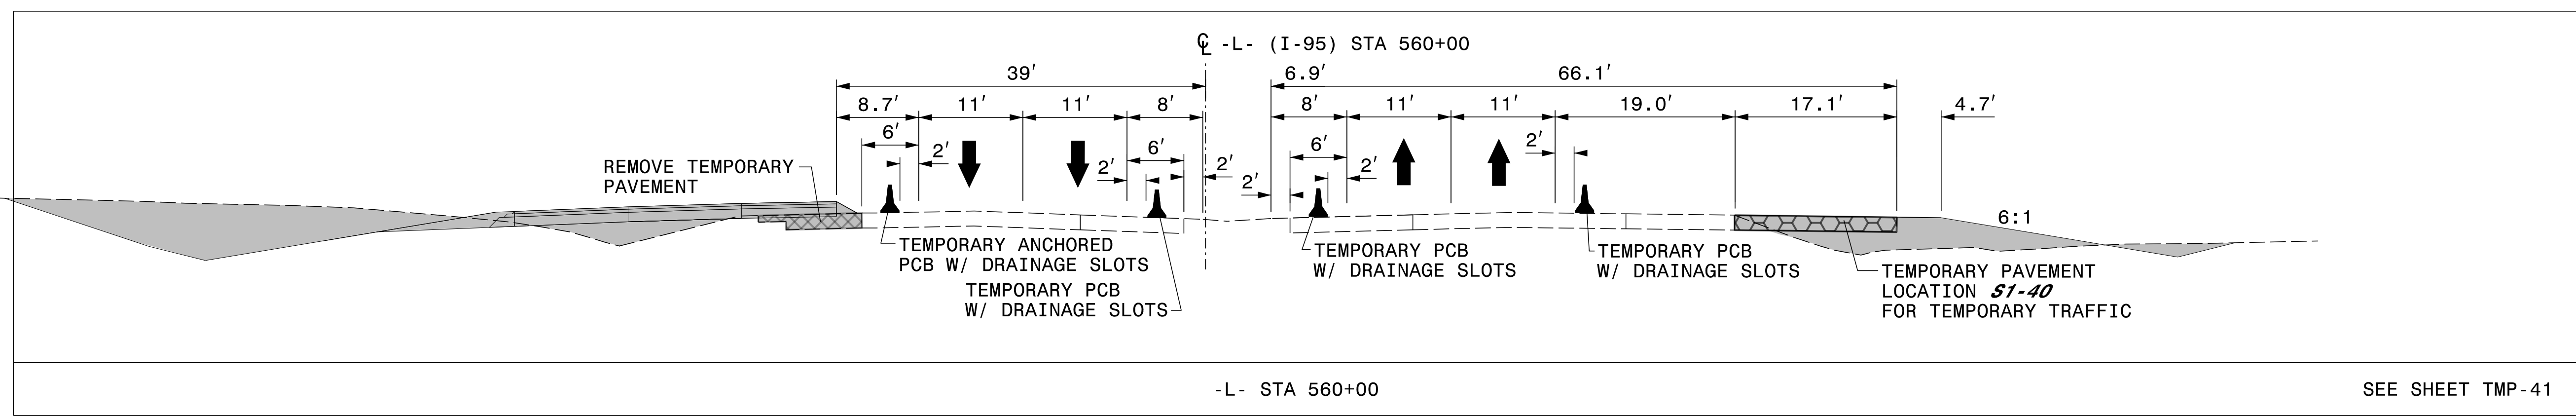 ℄ -L- (I-95) STA 560+00
39' 6.9' 66.1'
8.7' 11' 11' 8' 8' 11' 11' 19.0' 17.1' 4.7'
6' 2' 2' 6' 2' 2' 6' 2' 2'
REMOVE TEMPORARY
PAVEMENT
6:1
TEMPORARY ANCHORED
PCB W/ DRAINAGE SLOTS
TEMPORARY PCB
W/ DRAINAGE SLOTS
TEMPORARY PCB
W/ DRAINAGE SLOTS
TEMPORARY PCB
W/ DRAINAGE SLOTS
TEMPORARY PAVEMENT
LOCATION S1-40
FOR TEMPORARY TRAFFIC
-L- STA 560+00
SEE SHEET TMP-41